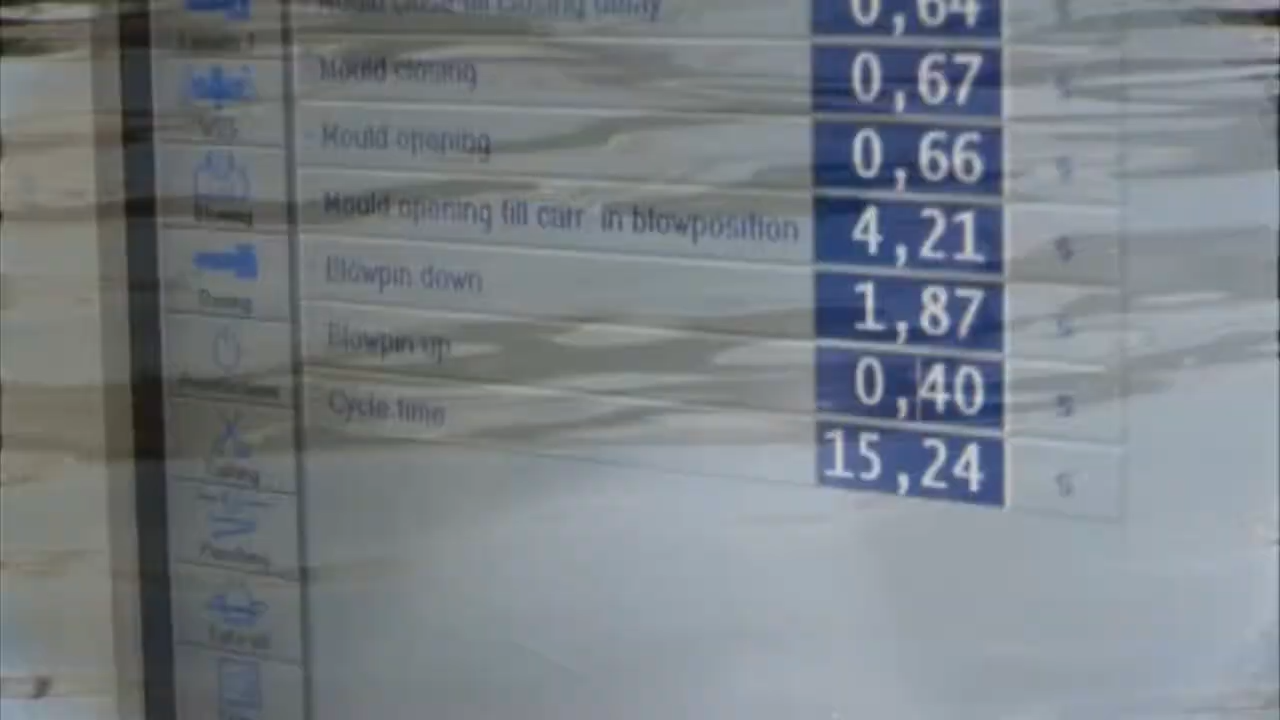 0,64
Mould closing 0,67
Mould opening 0,66 s
Mould opening till carr. in blowposition 4,21 s
Blowpin down 1,87 s
Blowpin up 0,40 s
Cycle time 15,24 s